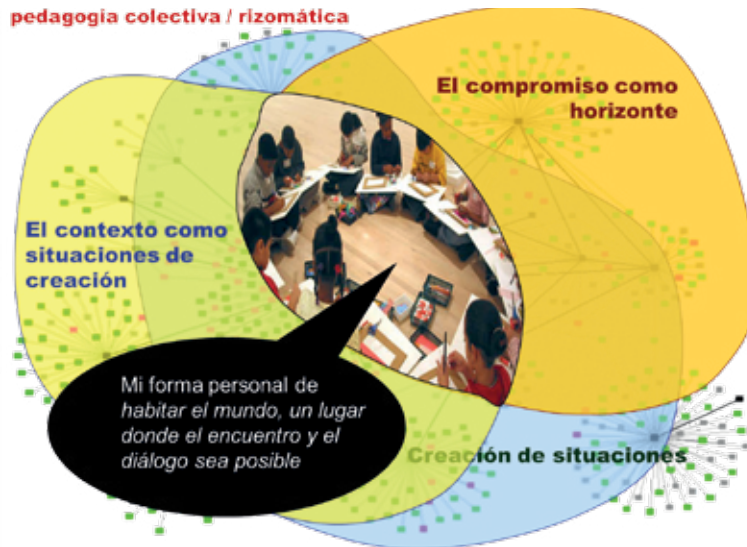 pedagogia colectiva / rizomática
El compromiso como
horizonte
El contexto como
situaciones de
creación
Mi forma personal de
habitar el mundo, un lugar
donde el encuentro y el
diálogo sea posible
Creación de situaciones